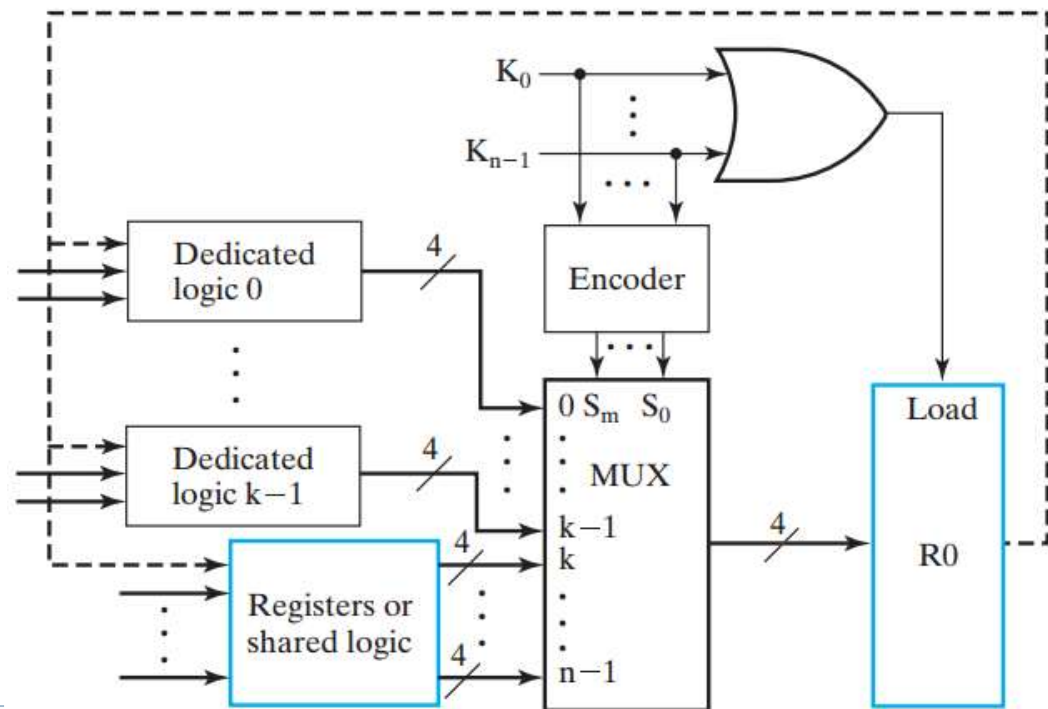 K₀
Kₙ₋₁
Dedicated
logic 0
4
Encoder
0 Sₘ S₀
Load
Dedicated
logic k−1
4
MUX
k−1
4
k
4
R0
Registers or
shared logic
4
n−1